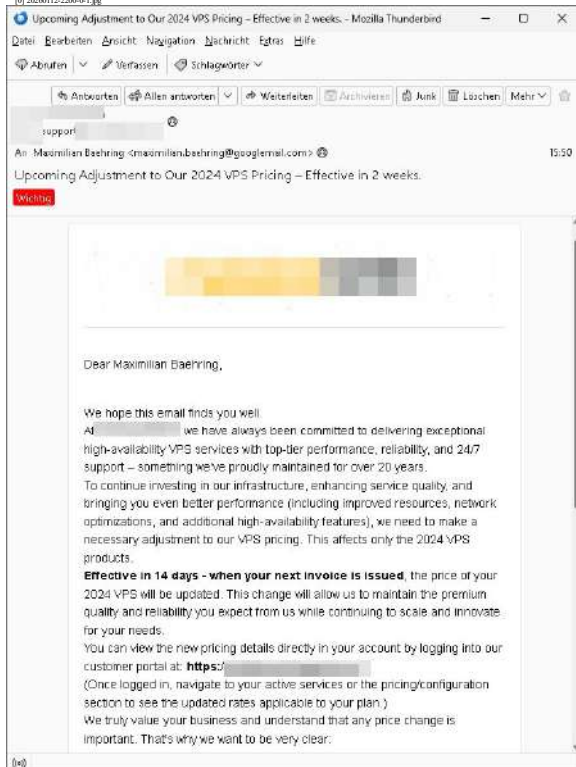 [0] 20260112-2200-0-1.jpg
Upcoming Adjustment to Our 2024 VPS Pricing – Effective in 2 weeks. - Mozilla Thunderbird
Datei Bearbeiten Ansicht Navigation Nachricht Extras Hilfe
Abrufen Verfassen Schlagwörter
Antworten Allen antworten Weiterleiten Archivieren Junk Löschen Mehr
support
An Maximilian Baehring <maximilian.baehring@googlemail.com> 15:50
Upcoming Adjustment to Our 2024 VPS Pricing – Effective in 2 weeks.
Wichtig
Dear Maximilian Baehring,
We hope this email finds you well.
At we have always been committed to delivering exceptional
high-availability VPS services with top-tier performance, reliability, and 24/7
support – something we've proudly maintained for over 20 years.
To continue investing in our infrastructure, enhancing service quality, and
bringing you even better performance (including improved resources, network
optimizations, and additional high-availability features), we need to make a
necessary adjustment to our VPS pricing. This affects only the 2024 VPS
products.
Effective in 14 days - when your next invoice is issued, the price of your
2024 VPS will be updated. This change will allow us to maintain the premium
quality and reliability you expect from us while continuing to scale and innovate
for your needs.
You can view the new pricing details directly in your account by logging into our
customer portal at: https:/
(Once logged in, navigate to your active services or the pricing/configuration
section to see the updated rates applicable to your plan.)
We truly value your business and understand that any price change is
important. That's why we want to be very clear: